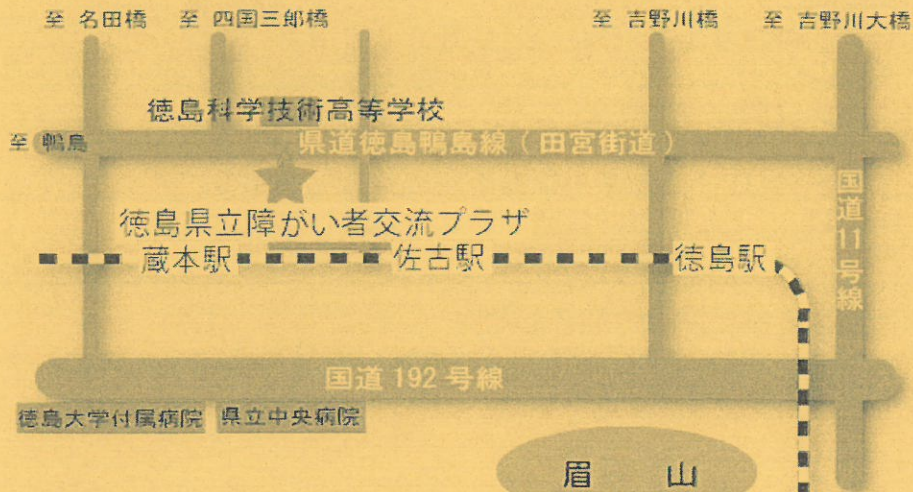 至 名田橋
至 四国三郎橋
至 吉野川橋
至 吉野川大橋
徳島科学技術高等学校
至 鴨島
県道徳島鴨島線（田宮街道）
国道11号線
徳島県立障がい者交流プラザ
蔵本駅
佐古駅
徳島駅
国道 192 号線
徳島大学付属病院
県立中央病院
眉 山